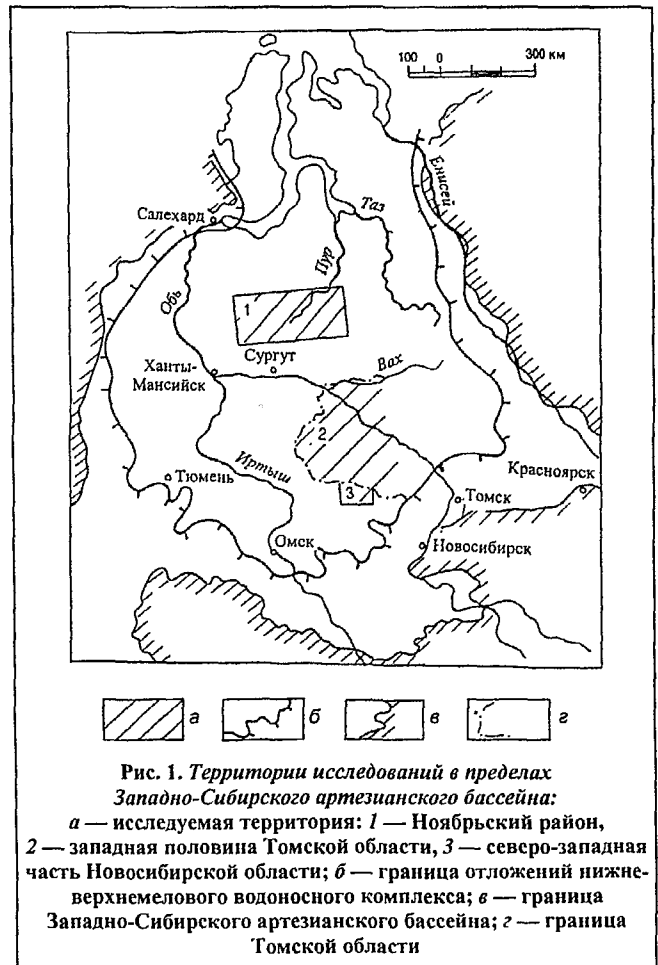 100 0 300 км
Енисей
Салехард
Таз
Пур
Обь
1
Сургут
Ханты-
Мансийск
Вах
2
Иртыш
Тюмень
Красноярск
3
Томск
Омск
Новосибирск
а б в г
Рис. 1. Территории исследований в пределах
Западно-Сибирского артезианского бассейна:
а — исследуемая территория: 1 — Ноябрьский район,
2 — западная половина Томской области, 3 — северо-западная
часть Новосибирской области; б — граница отложений нижне-
верхнемелового водоносного комплекса; в — граница
Западно-Сибирского артезианского бассейна; г — граница
Томской области